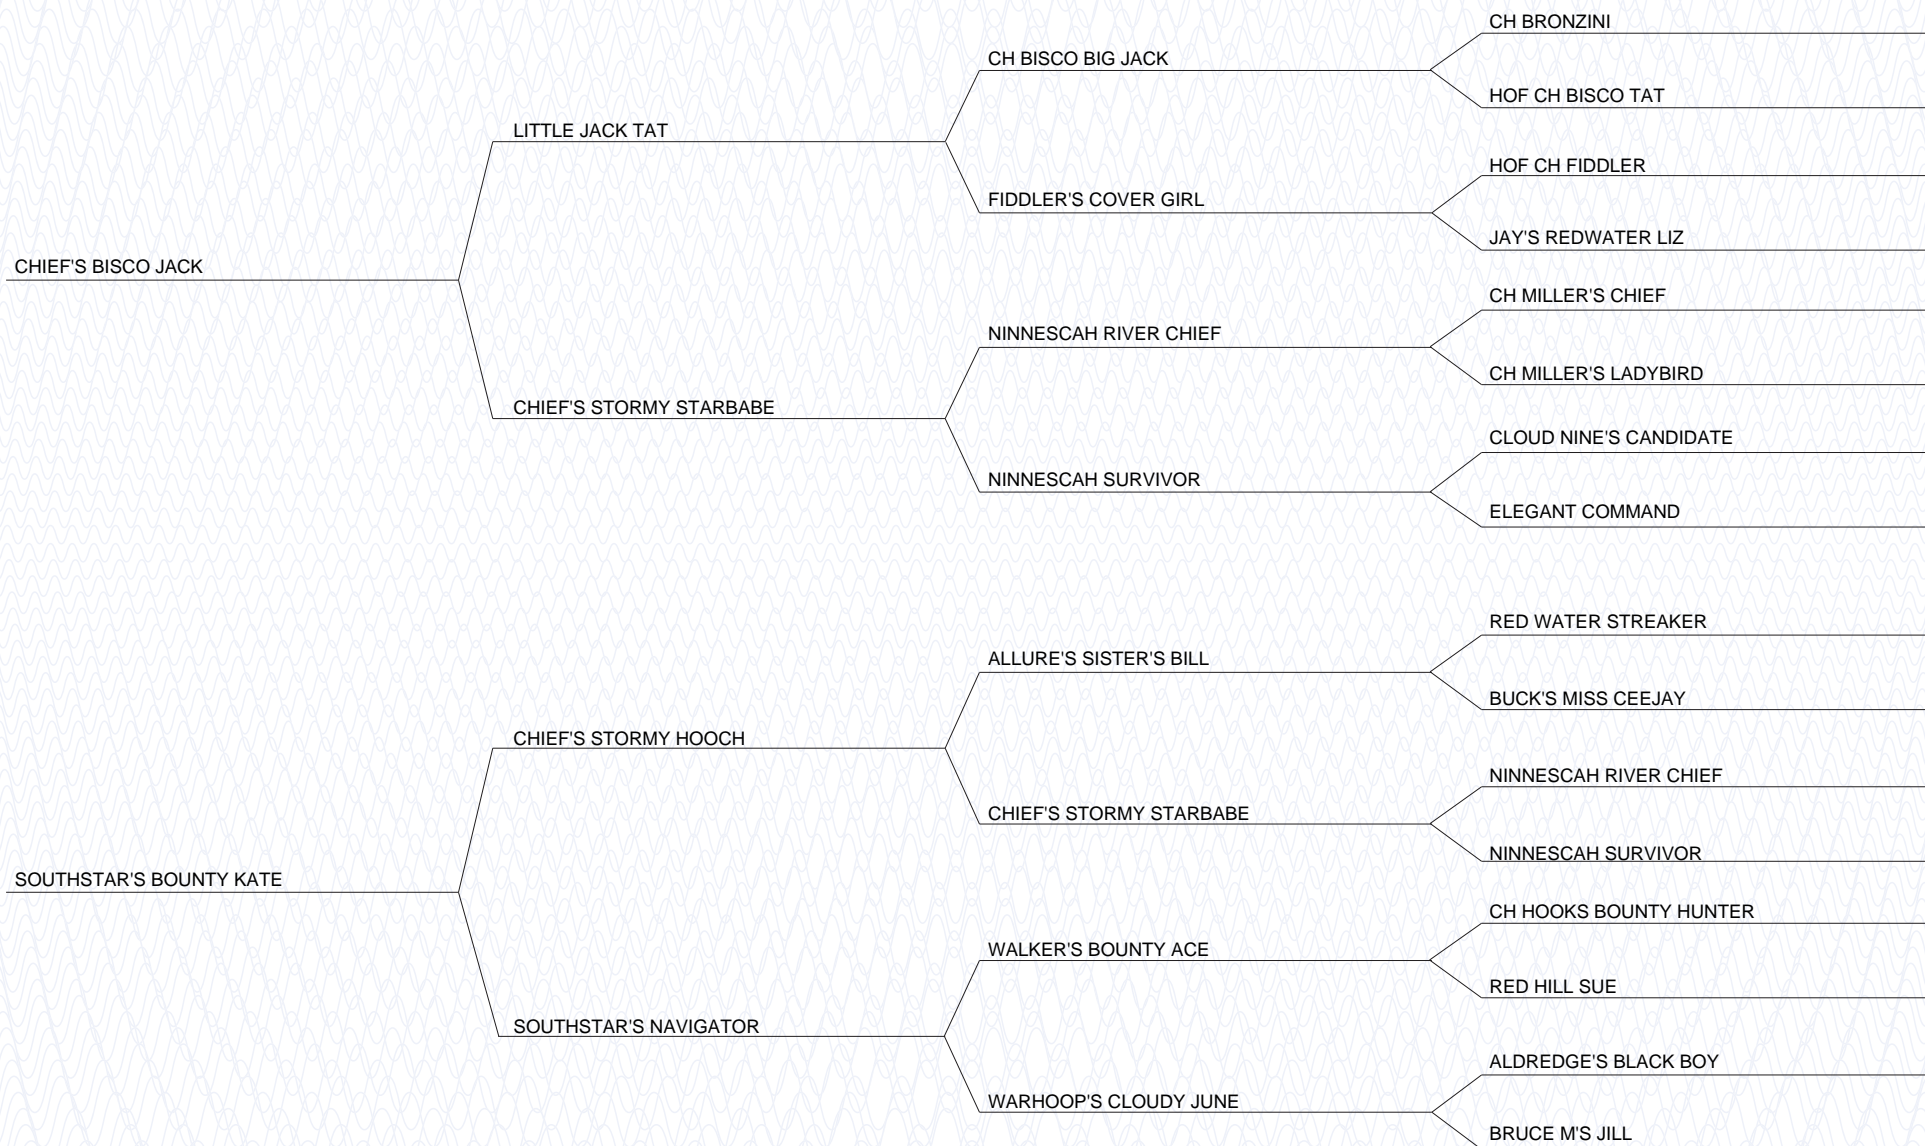 CH BRONZINI
CH BISCO BIG JACK
HOF CH BISCO TAT
LITTLE JACK TAT
HOF CH FIDDLER
FIDDLER'S COVER GIRL
JAY'S REDWATER LIZ
CHIEF'S BISCO JACK
CH MILLER'S CHIEF
NINNESCAH RIVER CHIEF
CH MILLER'S LADYBIRD
CHIEF'S STORMY STARBABE
CLOUD NINE'S CANDIDATE
NINNESCAH SURVIVOR
ELEGANT COMMAND
RED WATER STREAKER
ALLURE'S SISTER'S BILL
BUCK'S MISS CEEJAY
CHIEF'S STORMY HOOCH
NINNESCAH RIVER CHIEF
CHIEF'S STORMY STARBABE
NINNESCAH SURVIVOR
SOUTHSTAR'S BOUNTY KATE
CH HOOKS BOUNTY HUNTER
WALKER'S BOUNTY ACE
RED HILL SUE
SOUTHSTAR'S NAVIGATOR
ALDREDGE'S BLACK BOY
WARHOOP'S CLOUDY JUNE
BRUCE M'S JILL